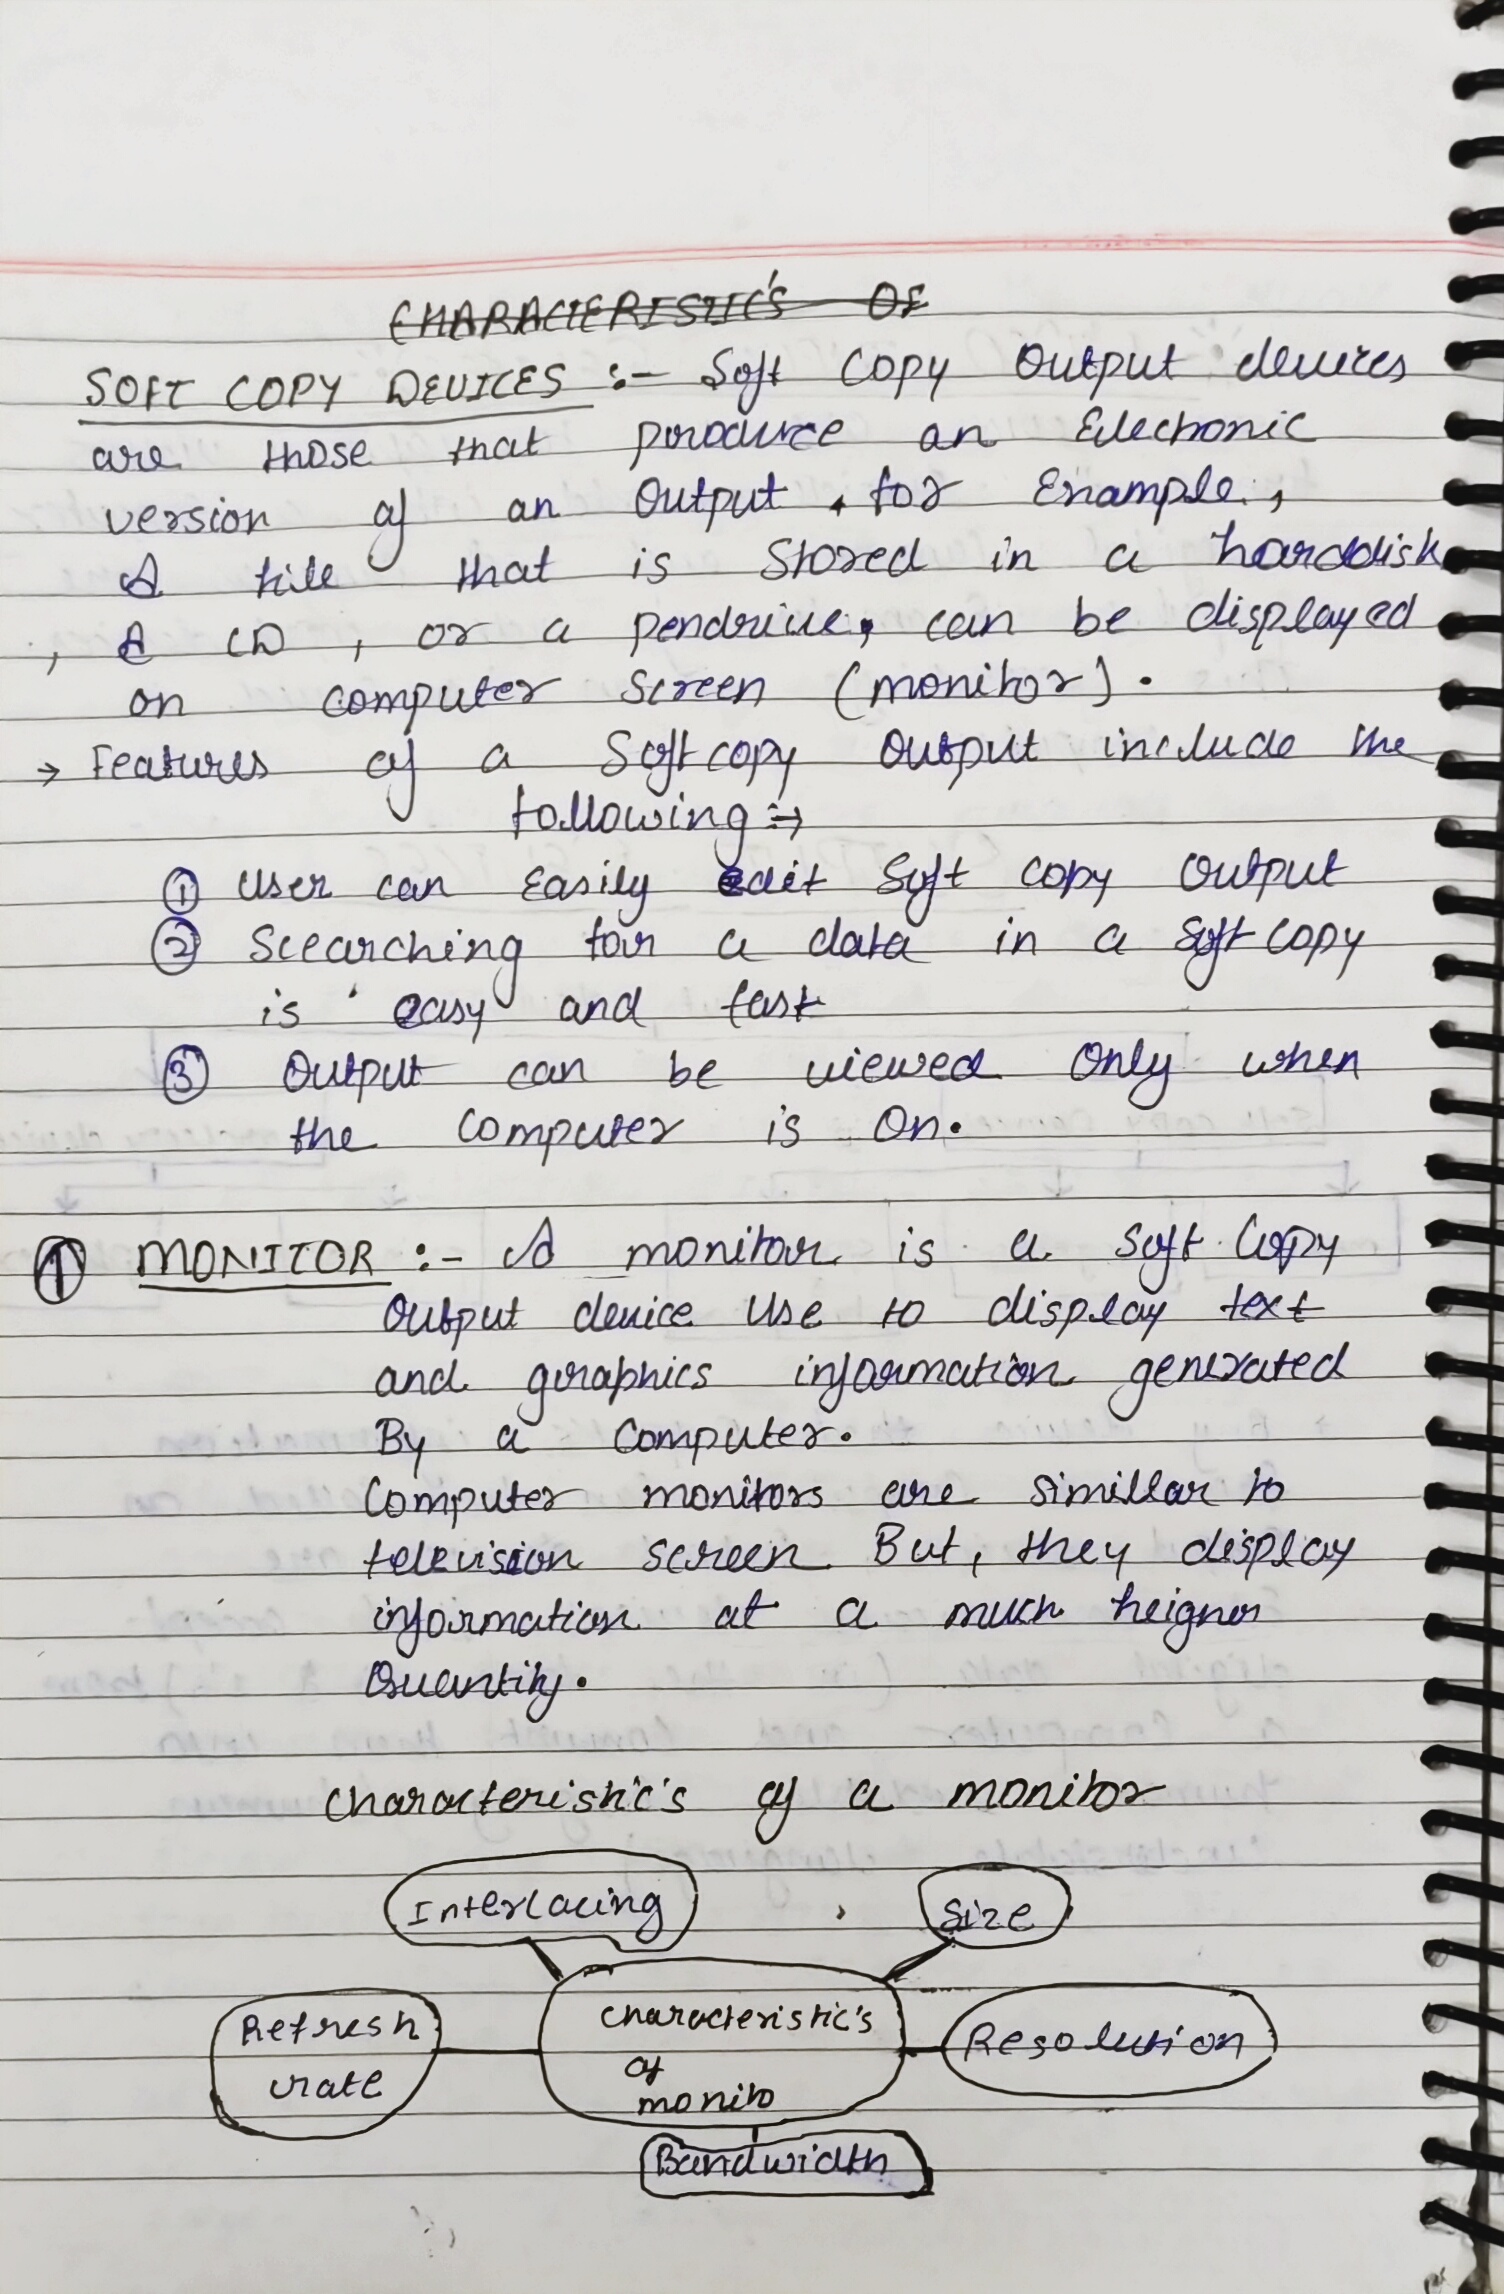 CHARACTERISTIC'S OF
SOFT COPY DEVICES :- Soft Copy Output devices
are those that produce an Electronic
version of an Output. for Example,
A file that is Stored in a harddisk
, A CD, or a pendrive, can be displayed
on computer Screen (monitor).
→ Features of a Soft copy Output include the
following ⇒
① User can Easily edit Soft copy Output
② Scearching for a data in a Soft copy
is easy and fast
③ Output can be viewed Only when
the Computer is On.
① MONITOR :- A monitor is a Soft Copy
Output device Use to display text
and graphics information generated
By a Computer.
Computer monitors are simillar to
television screen. But, they display
information at a much heigher
Quantity.
Characteristic's of a monitor
Interlacing
Size
Refresh
rate
Characteristic's
of
monito
Resolution
Bandwidth